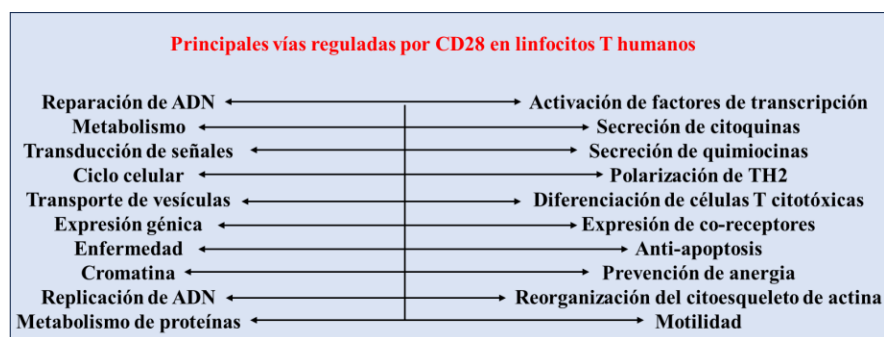 Principales vías reguladas por CD28 en linfocitos T humanos
Reparación de ADN Activación de factores de transcripción
Metabolismo Secreción de citoquinas
Transducción de señales Secreción de quimiocinas
Ciclo celular Polarización de TH2
Transporte de vesículas Diferenciación de células T citotóxicas
Expresión génica Expresión de co-receptores
Enfermedad Anti-apoptosis
Cromatina Prevención de anergia
Replicación de ADN Reorganización del citoesqueleto de actina
Metabolismo de proteínas Motilidad